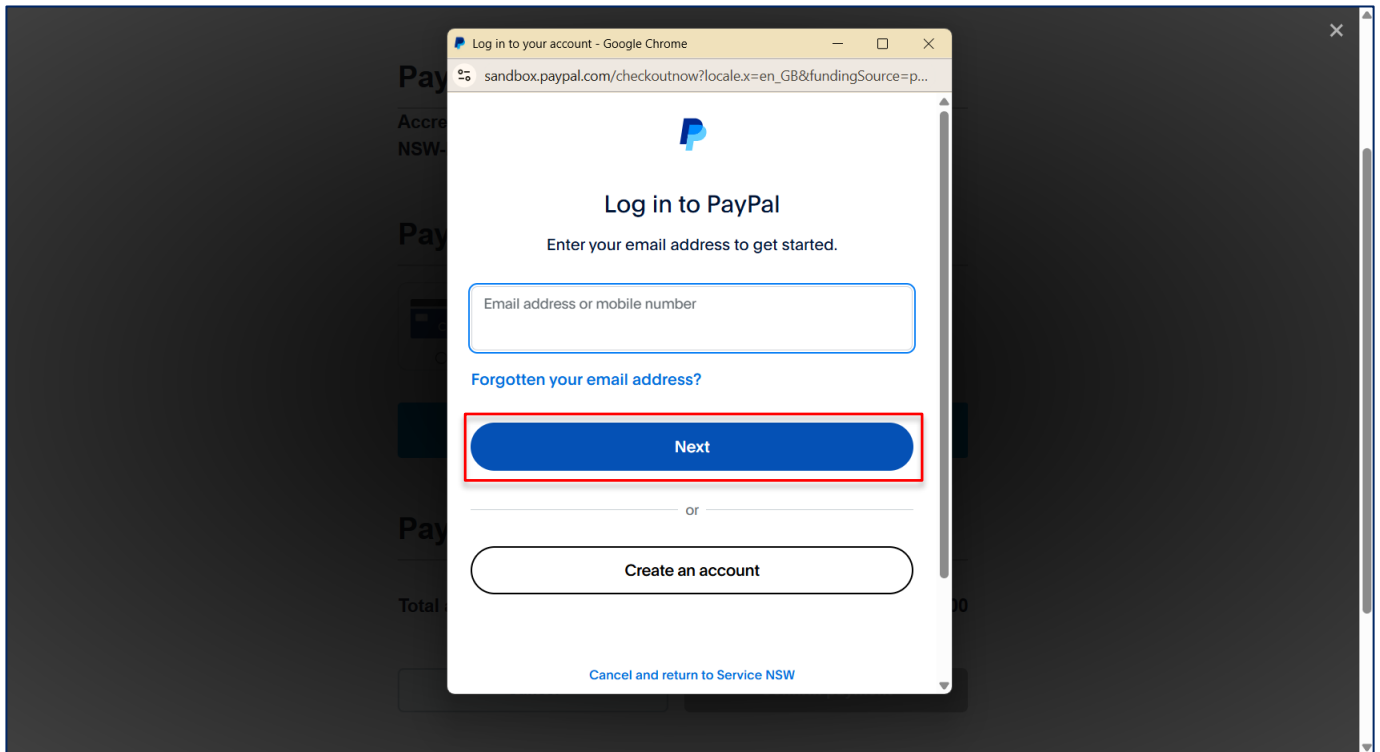 Log in to your account - Google Chrome
sandbox.paypal.com/checkoutnow?locale.x=en_GB&fundingSource=p...
Pay
Accre
NSW-
Log in to PayPal
Enter your email address to get started.
Pay
Email address or mobile number
Forgotten your email address?
Next
or
Pay
Create an account
Total
00
Cancel and return to Service NSW